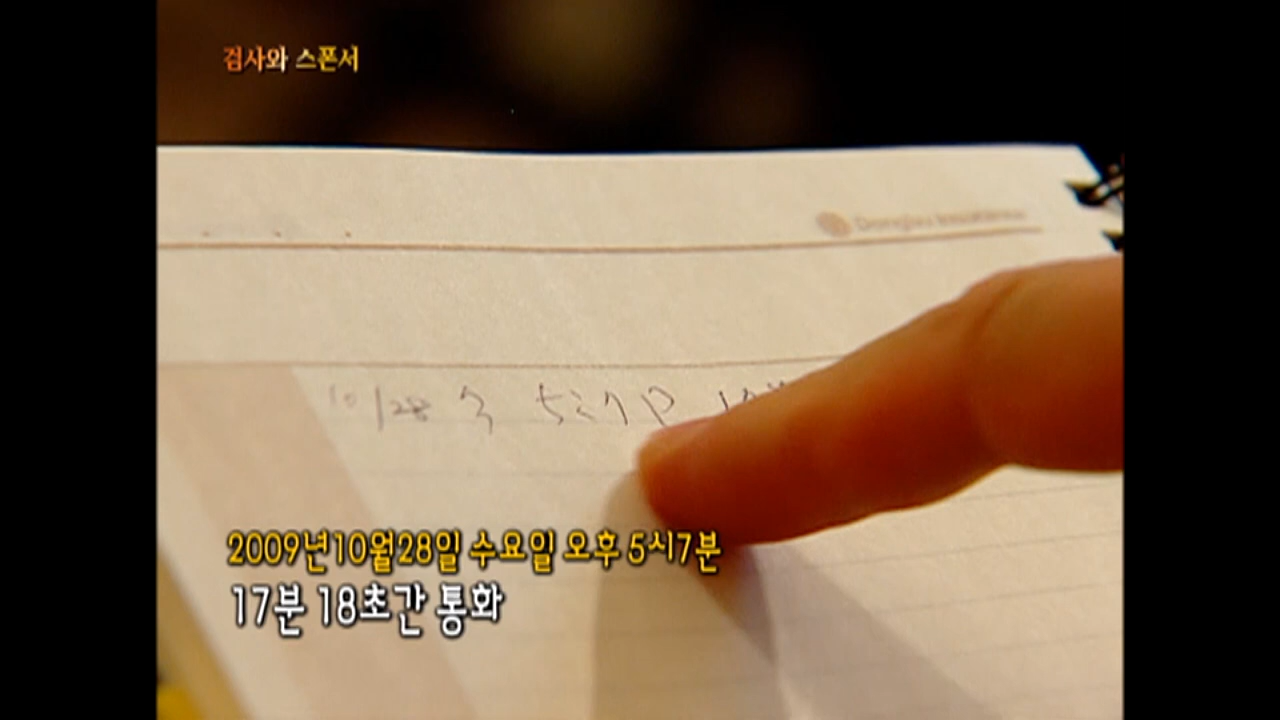 검사와 스폰서
10/28 수 5:7 P
2009년10월28일 수요일 오후 5시7분
17분 18초간 통화